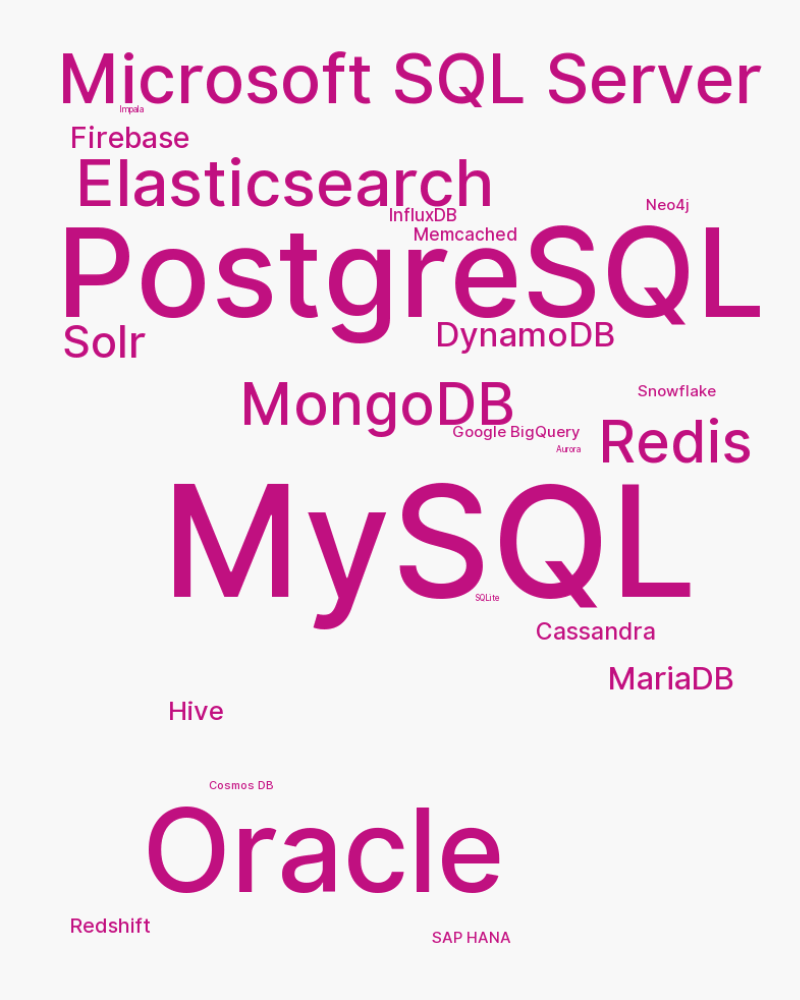 Microsoft SQL Server
Impala
Firebase
Elasticsearch
Neo4j
InfluxDB
Memcached
PostgreSQL
Solr
DynamoDB
MongoDB
Snowflake
Google BigQuery
Redis
Aurora
MySQL
SQLite
Cassandra
MariaDB
Hive
Cosmos DB
Oracle
Redshift
SAP HANA